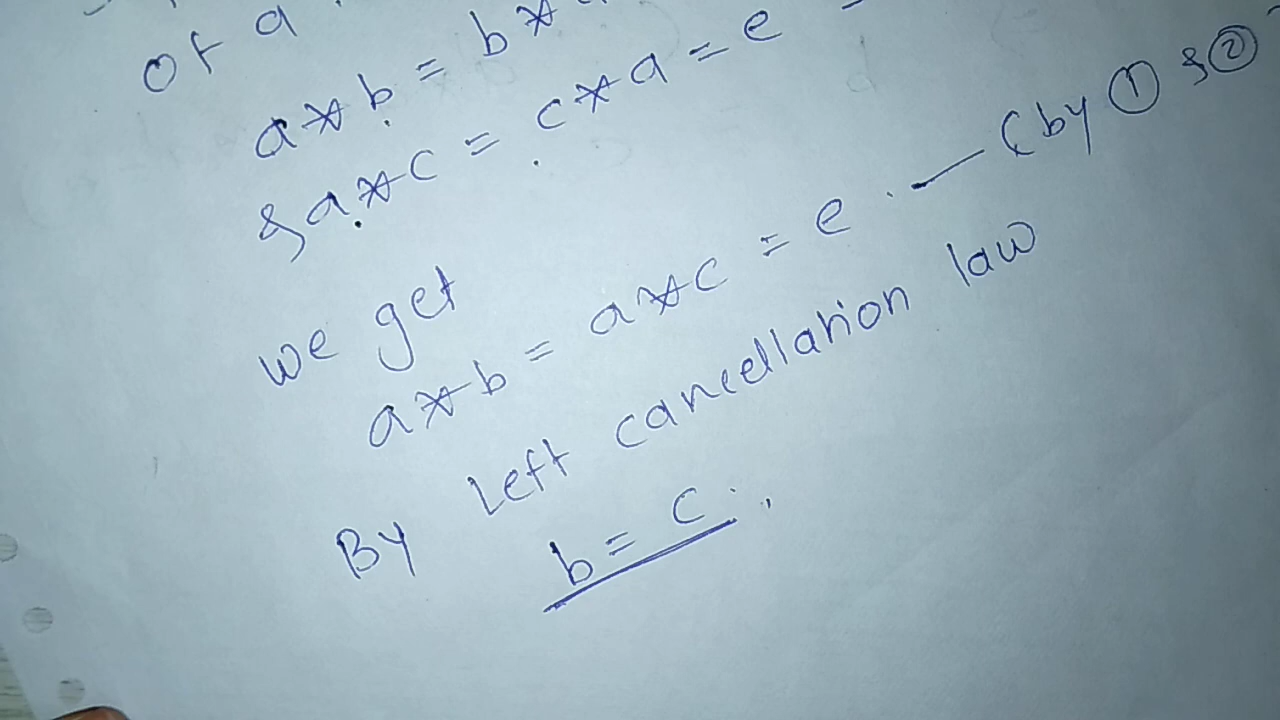 of a
a * b = b *
& a * c = c * a = e
we get
a * b = a * c = e . — (by ① & ②
By Left cancellation law
b = c .